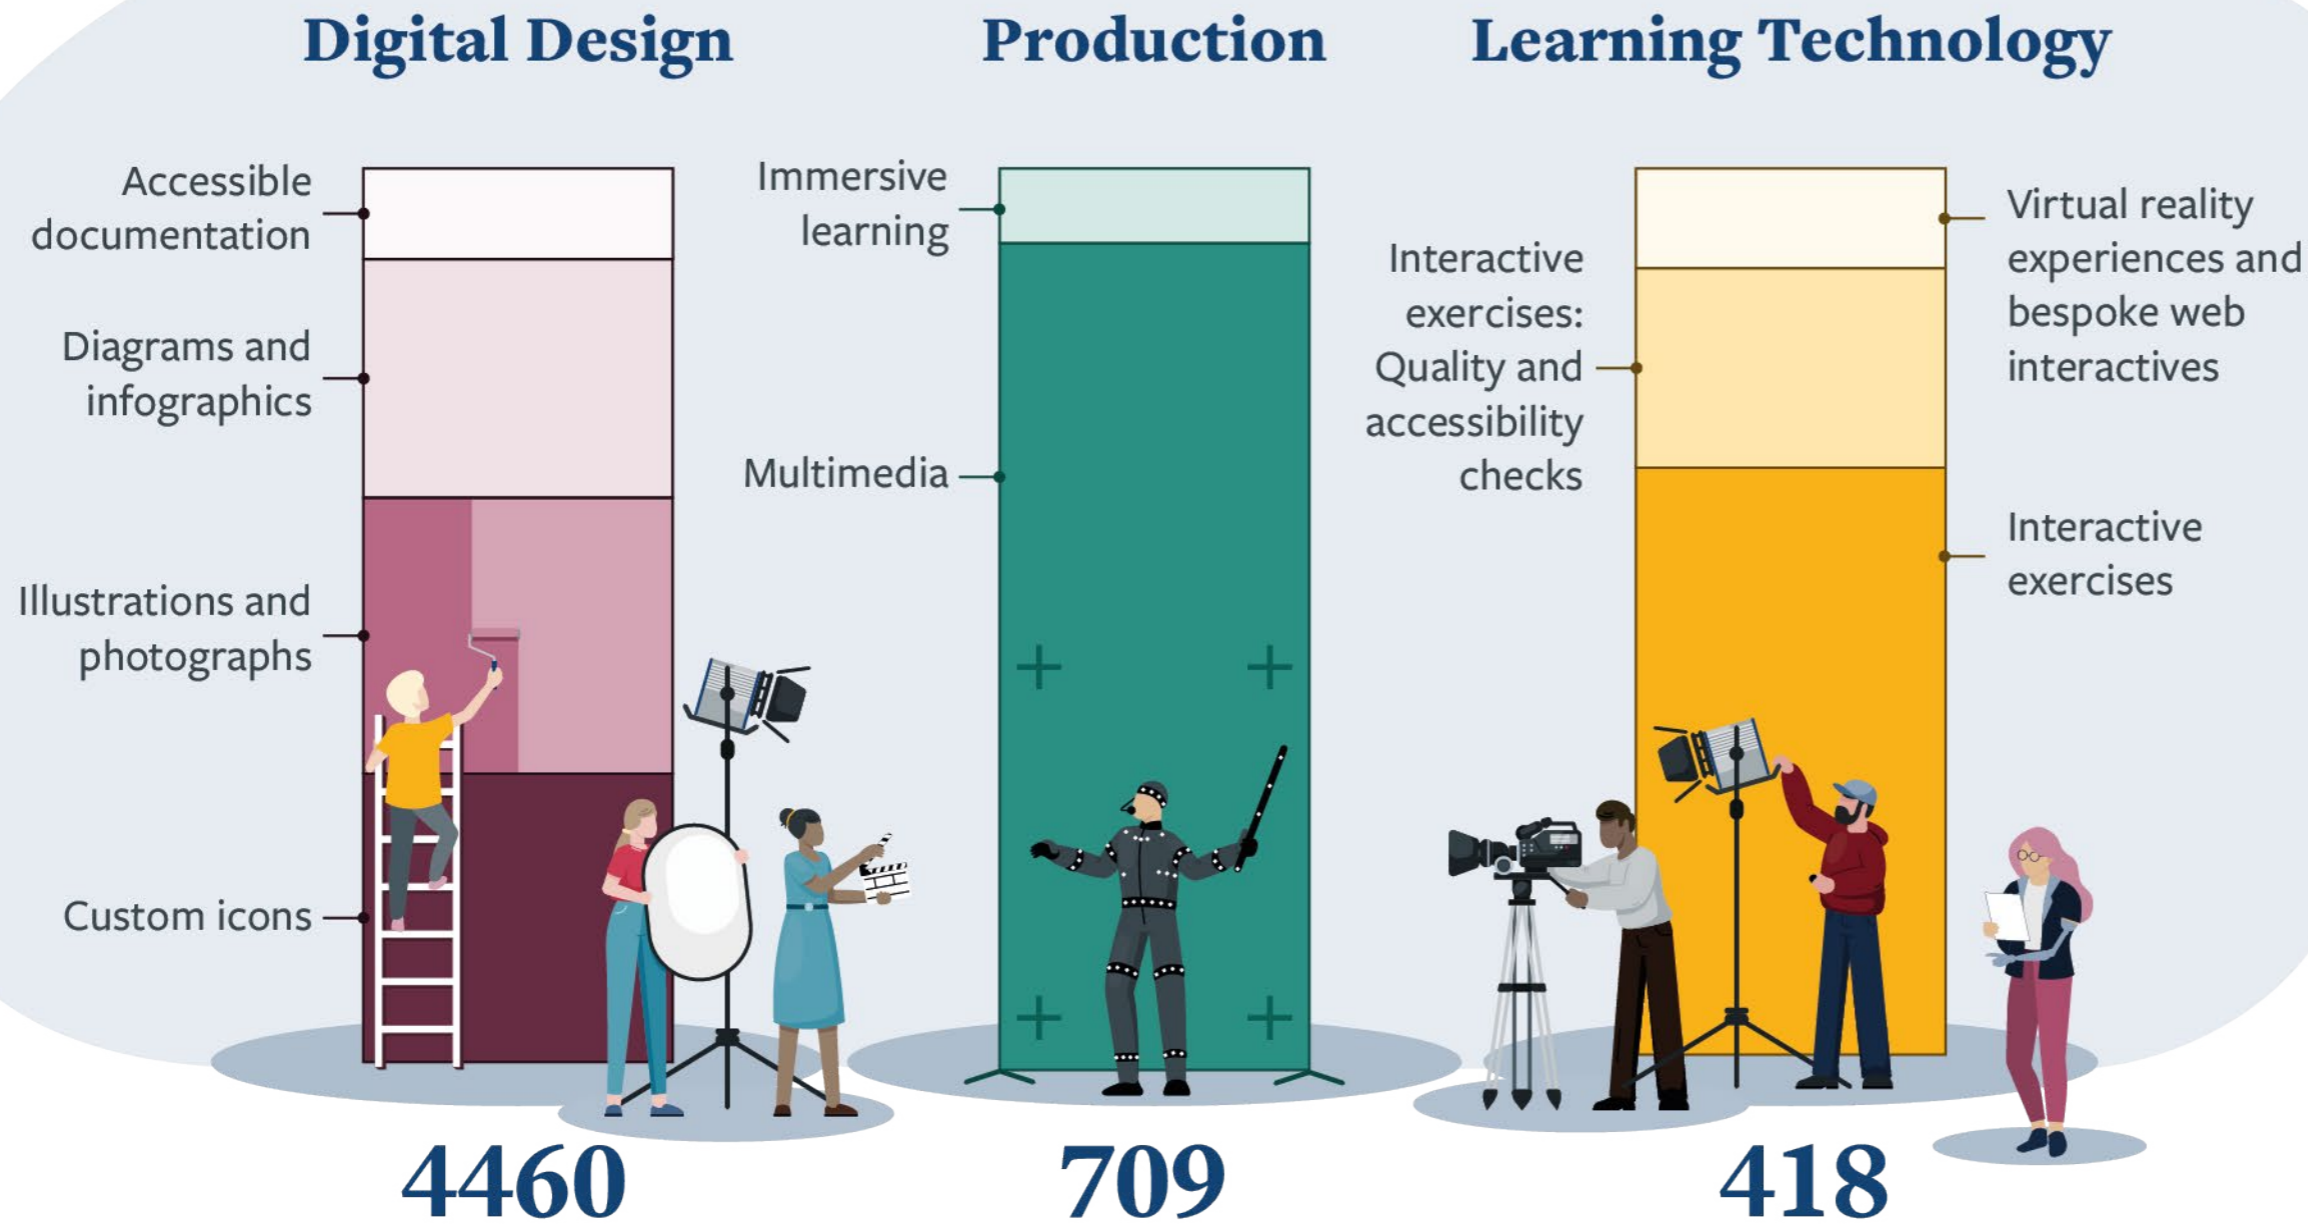 Digital Design
Accessible
documentation
Diagrams and
infographics
Illustrations and
photographs
Custom icons
4460
Production
Immersive
learning
Multimedia
709
Learning Technology
Interactive
exercises:
Quality and
accessibility
checks
Virtual reality
experiences and
bespoke web
interactives
Interactive
exercises
418